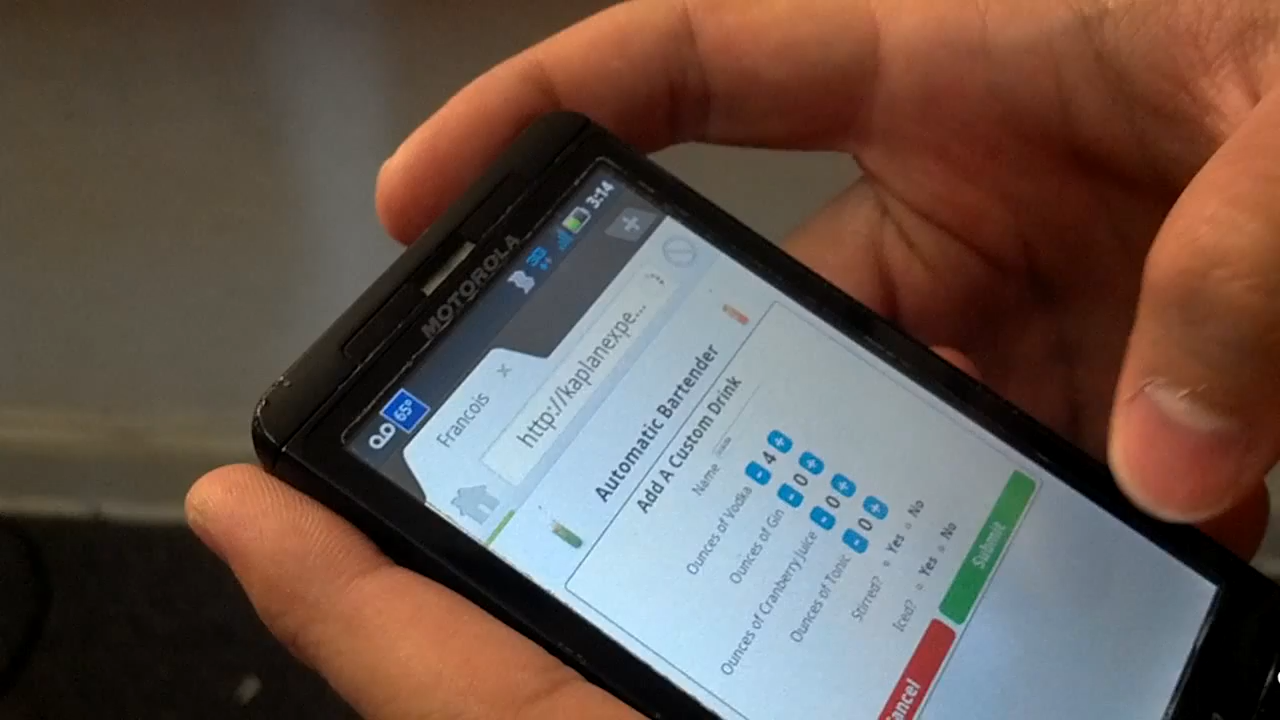 MOTOROLA
65° 3G 3:14
Francois x +
http://kaplanexpe...
Automatic Bartender
Add A Custom Drink
Name
Ounces of Vodka - 4 +
Ounces of Gin - 0 +
Ounces of Cranberry Juice - 0 +
Ounces of Tonic - 0 +
Stirred? Yes No
Iced? Yes No
Cancel Submit